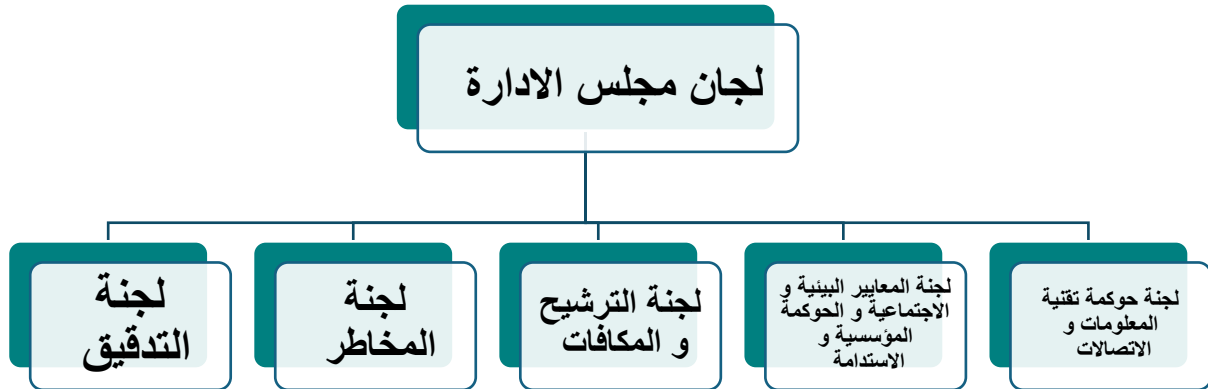 لجان مجلس الادارة
لجنة حوكمة تقنية
المعلومات و
الاتصالات
لجنة المعايير البيئية و
الاجتماعية و الحوكمة
المؤسسية و
الاستدامة
لجنة الترشيح
و المكافات
لجنة
المخاطر
لجنة
التدقيق